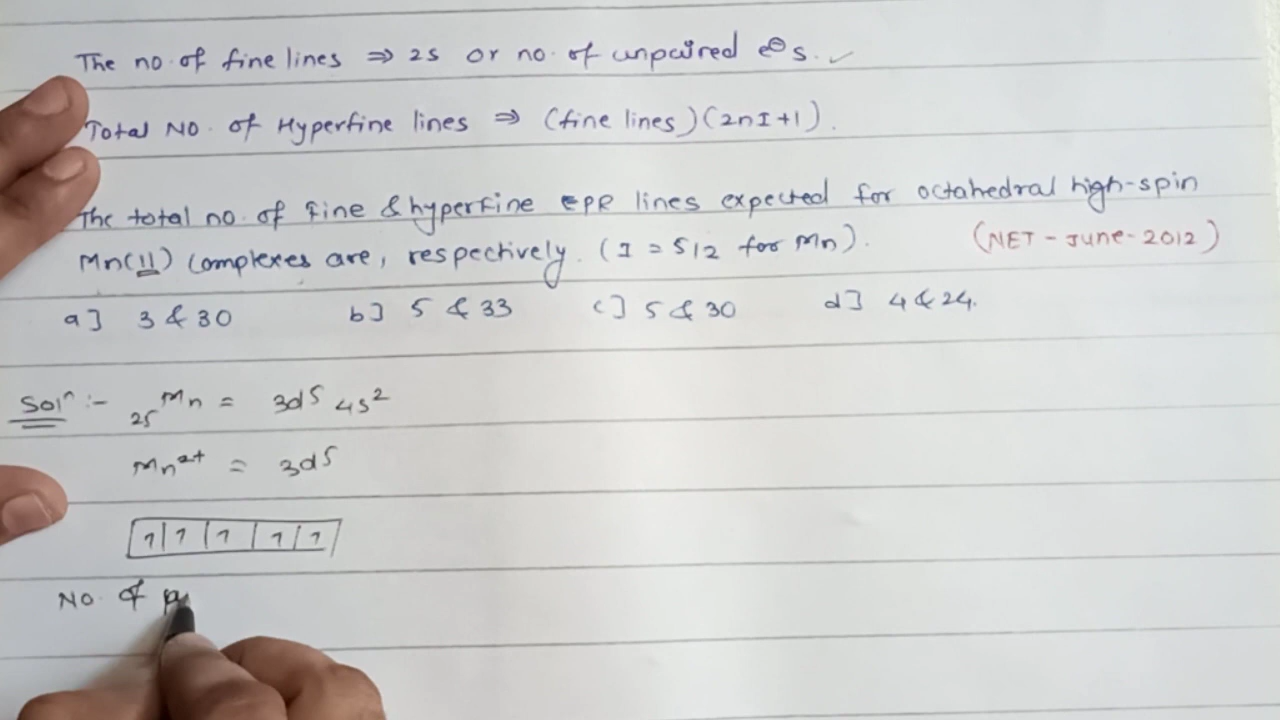 The no. of fine lines ⇒ 2S or no. of unpaired e⊖s. ✓
Total No. of Hyperfine lines ⇒ (fine lines)(2nI+1).
The total no. of Fine & hyperfine EPR lines expected for octahedral high-spin
Mn(II) complexes are, respectively. (I = 5/2 for Mn). (NET - June - 2012)
a] 3 & 30 b] 5 & 33 c] 5 & 30 d] 4 & 24.
Solⁿ :- ₂₅Mn = 3d5 4s²
Mn²⁺ = 3d5
1 1 1 1 1
No. of